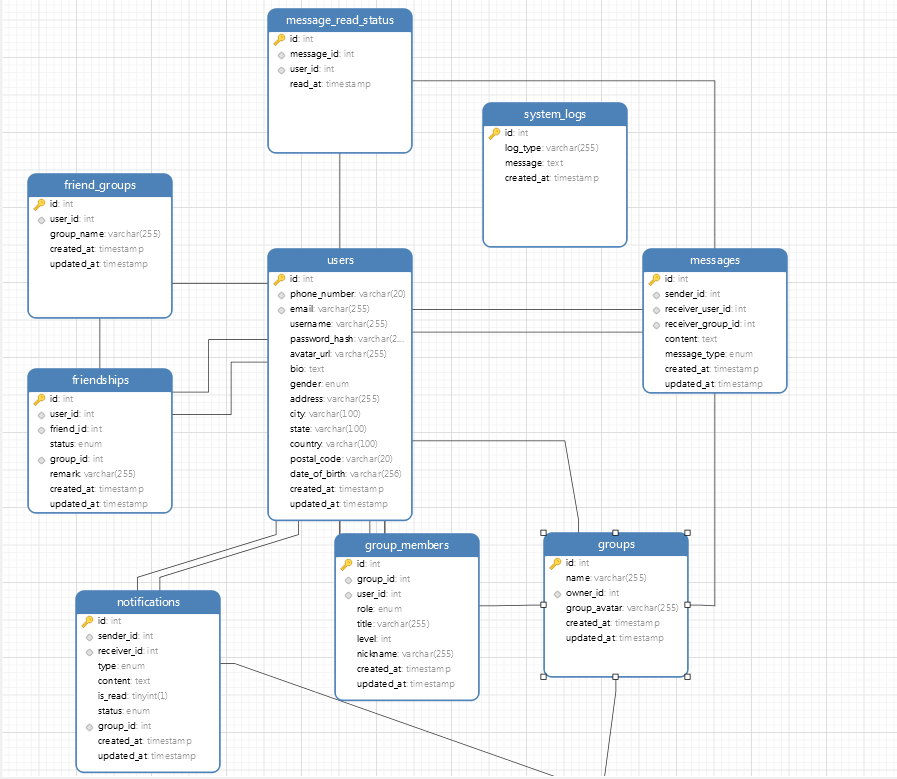 message_read_status
id: int
message_id: int
user_id: int
read_at: timestamp
system_logs
id: int
log_type: varchar(255)
message: text
created_at: timestamp
friend_groups
id: int
user_id: int
group_name: varchar(255)
created_at: timestamp
updated_at: timestamp
users
id: int
phone_number: varchar(20)
email: varchar(255)
username: varchar(255)
password_hash: varchar(2...
avatar_url: varchar(255)
bio: text
gender: enum
address: varchar(255)
city: varchar(100)
state: varchar(100)
country: varchar(100)
postal_code: varchar(20)
date_of_birth: varchar(256)
created_at: timestamp
updated_at: timestamp
messages
id: int
sender_id: int
receiver_user_id: int
receiver_group_id: int
content: text
message_type: enum
created_at: timestamp
updated_at: timestamp
friendships
id: int
user_id: int
friend_id: int
status: enum
group_id: int
remark: varchar(255)
created_at: timestamp
updated_at: timestamp
group_members
id: int
group_id: int
user_id: int
role: enum
title: varchar(255)
level: int
nickname: varchar(255)
created_at: timestamp
updated_at: timestamp
groups
id: int
name: varchar(255)
owner_id: int
group_avatar: varchar(255)
created_at: timestamp
updated_at: timestamp
notifications
id: int
sender_id: int
receiver_id: int
type: enum
content: text
is_read: tinyint(1)
status: enum
group_id: int
created_at: timestamp
updated_at: timestamp